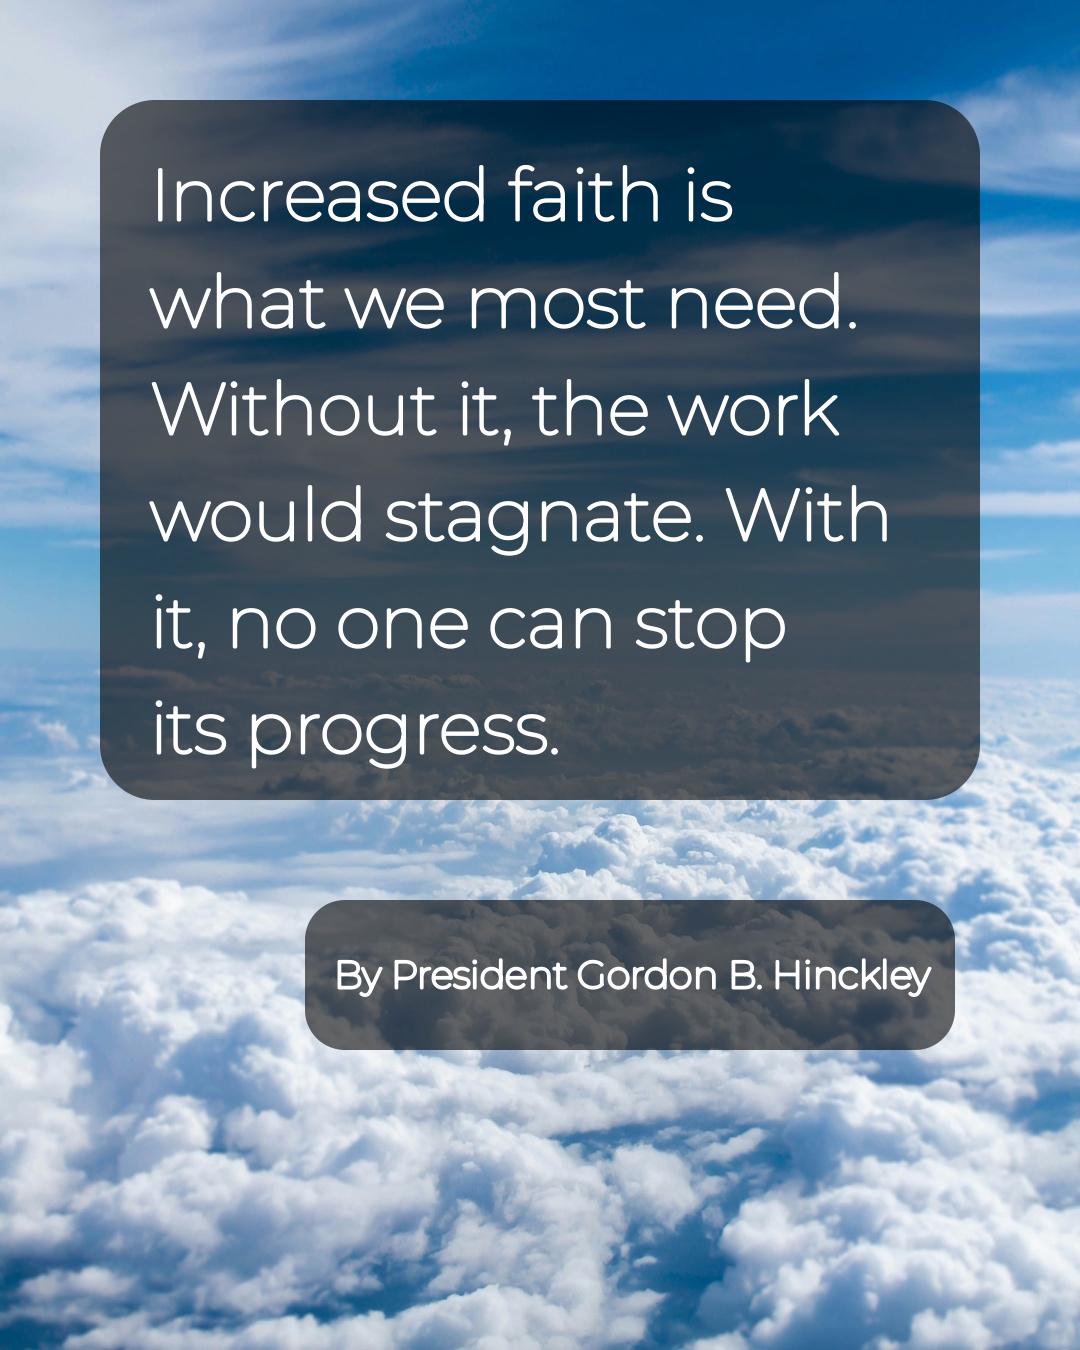 Increased faith is
what we most need.
Without it, the work
would stagnate. With
it, no one can stop
its progress.
By President Gordon B. Hinckley